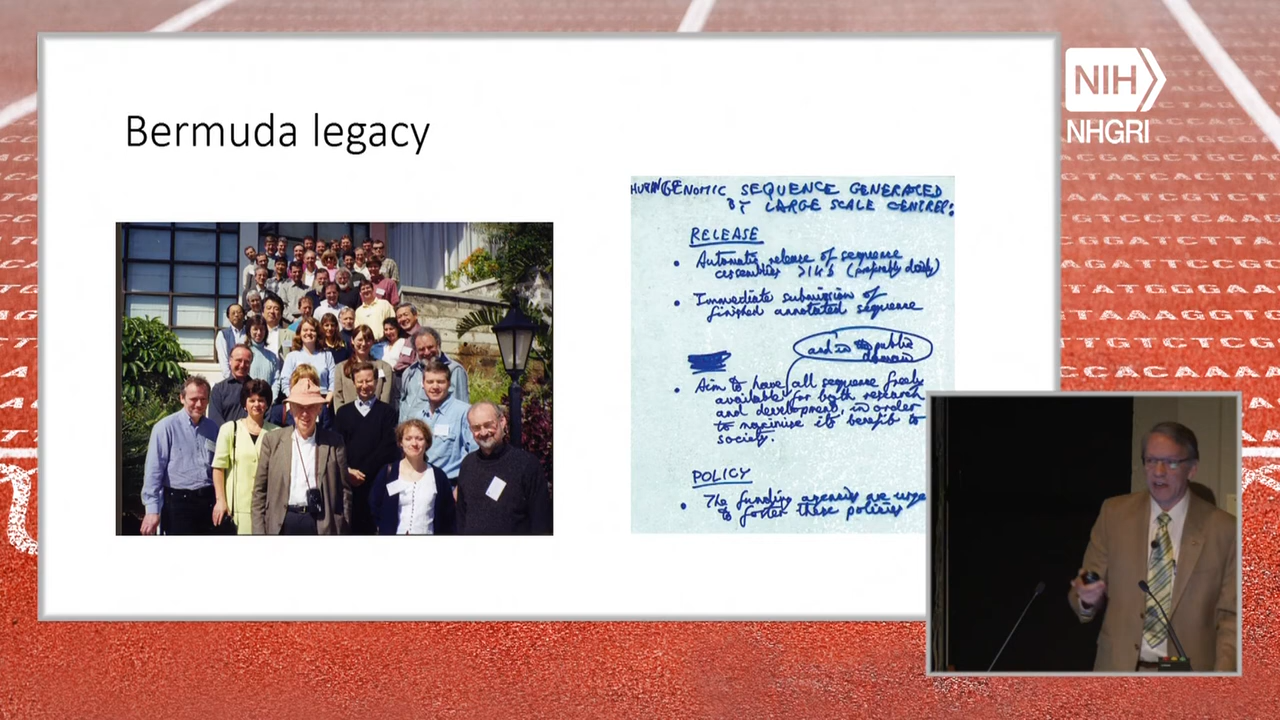 Bermuda legacy
HUMAN GENOMIC SEQUENCE GENERATED
BY LARGE SCALE CENTRES:
RELEASE
• Automatic release of sequence
assemblies >1kb (preferably daily)
• Immediate submission of
finished annotated sequence
and in the public
domain
• Aim to have all sequence freely
available for both research
and development, in order
to maximise its benefit to
society.
POLICY
• The funding agencies are urge
to foster these policies
NIH
NHGRI